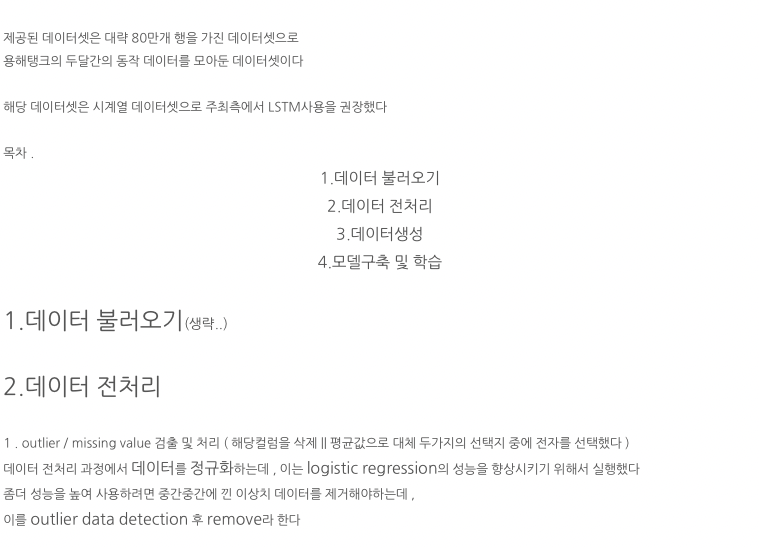 제공된 데이터셋은 대략 80만개 행을 가진 데이터셋으로
용해탱크의 두달간의 동작 데이터를 모아둔 데이터셋이다
해당 데이터셋은 시계열 데이터셋으로 주최측에서 LSTM사용을 권장했다
목차 .
1.데이터 불러오기
2.데이터 전처리
3.데이터생성
4.모델구축 및 학습
1.데이터 불러오기(생략..)
2.데이터 전처리
1 . outlier / missing value 검출 및 처리 ( 해당컬럼을 삭제 || 평균값으로 대체 두가지의 선택지 중에 전자를 선택했다 )
데이터 전처리 과정에서 데이터를 정규화하는데 , 이는 logistic regression의 성능을 향상시키기 위해서 실행했다
좀더 성능을 높여 사용하려면 중간중간에 낀 이상치 데이터를 제거해야하는데 ,
이를 outlier data detection 후 remove라 한다